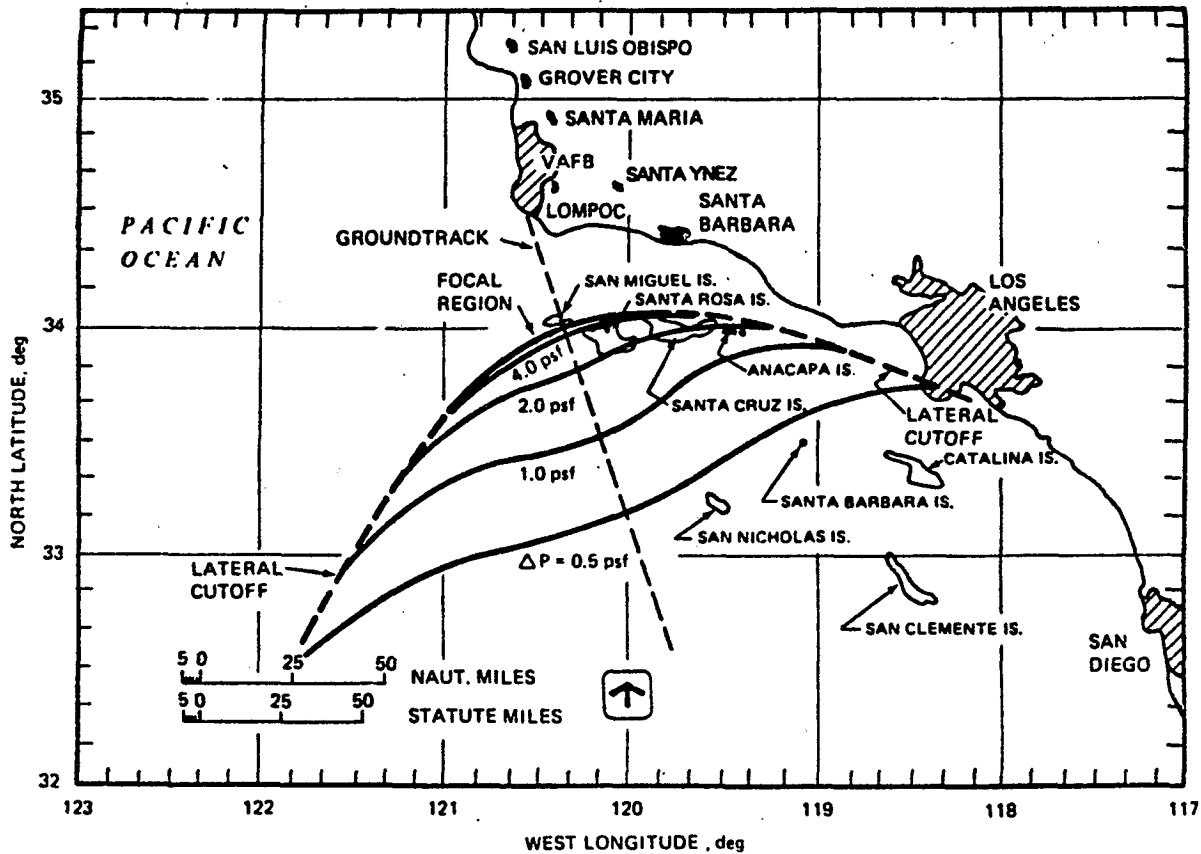 SAN LUIS OBISPO
GROVER CITY
35
SANTA MARIA
VAFB
SANTA YNEZ
LOMPOC
SANTA
BARBARA
PACIFIC
OCEAN
GROUNDTRACK
FOCAL
REGION
SAN MIGUEL IS.
SANTA ROSA IS.
LOS
ANGELES
34
4.0 psf
ANACAPA IS.
2.0 psf
SANTA CRUZ IS.
LATERAL
CUTOFF
1.0 psf
CATALINA IS.
SANTA BARBARA IS.
SAN NICHOLAS IS.
33
LATERAL
CUTOFF
△P = 0.5 psf
SAN CLEMENTE IS.
SAN
DIEGO
5 0 25 50
NAUT. MILES
5 0 25 50
STATUTE MILES
32
123 122 121 120 119 118 117
NORTH LATITUDE, deg
WEST LONGITUDE , deg